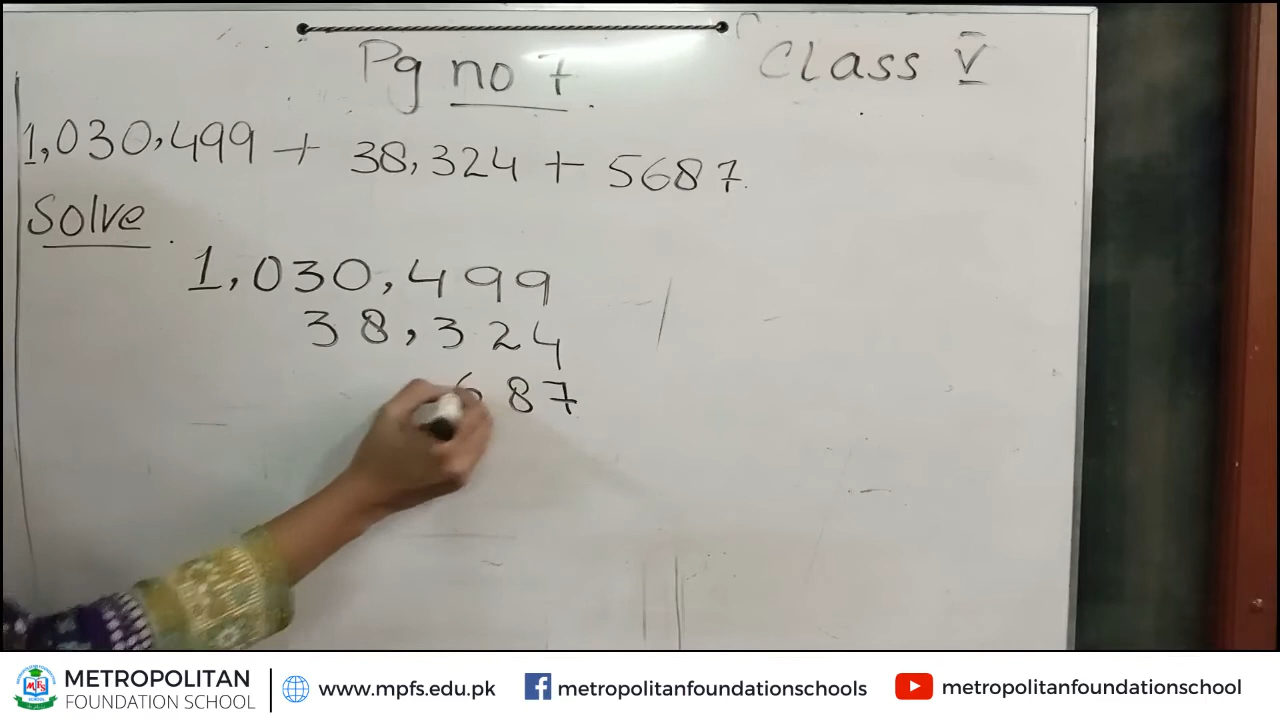 Pg no 7.
Class V
1,030,499 + 38,324 + 5687.
Solve.
1,030,499
38,324
687
METROPOLITAN
FOUNDATION SCHOOL
www.mpfs.edu.pk
metropolitanfoundationschools
metropolitanfoundationschool